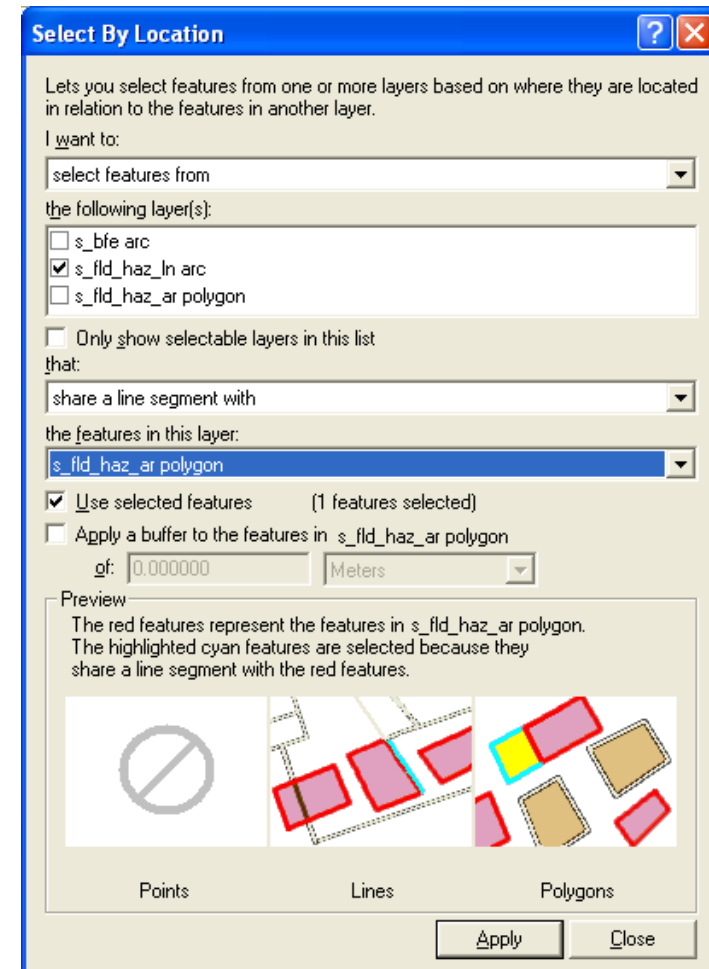 Select By Location
Lets you select features from one or more layers based on where they are located
in relation to the features in another layer.
I want to:
select features from
the following layer(s):
s_bfe arc
s_fld_haz_ln arc
s_fld_haz_ar polygon
Only show selectable layers in this list
that:
share a line segment with
the features in this layer:
s_fld_haz_ar polygon
Use selected features (1 features selected)
Apply a buffer to the features in s_fld_haz_ar polygon
of: 0.000000 Meters
Preview
The red features represent the features in s_fld_haz_ar polygon.
The highlighted cyan features are selected because they
share a line segment with the red features.
Points Lines Polygons
Apply Close